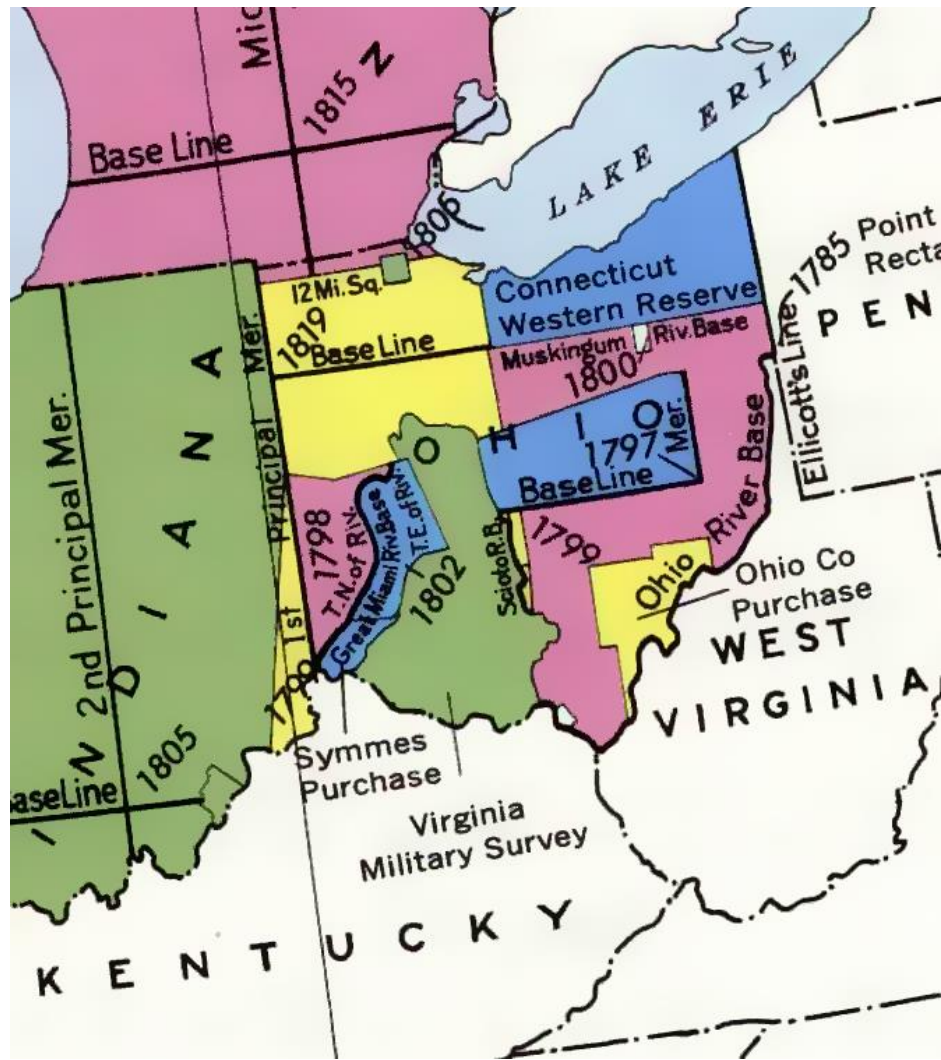 Mic
N
1815
Base Line
LAKE ERIE
1806
Point
Recta
1785
PEN
Connecticut
Western Reserve
12 Mi. Sq.
1819
Base Line
Muskingum Riv. Base
1800
Ellicott's Line
INDIANA
2nd Principal Mer.
1st Principal Mer.
OHIO
1797
Mer.
Base Line
1798
T.N. of RIV.
Great Miami Riv. Base
T.E. of Riv.
1802
Scioto R.B.
1799
Ohio River Base
Ohio Co
Purchase
WEST
VIRGINIA
1799
1805
Base Line
Symmes
Purchase
Virginia
Military Survey
KENTUCKY